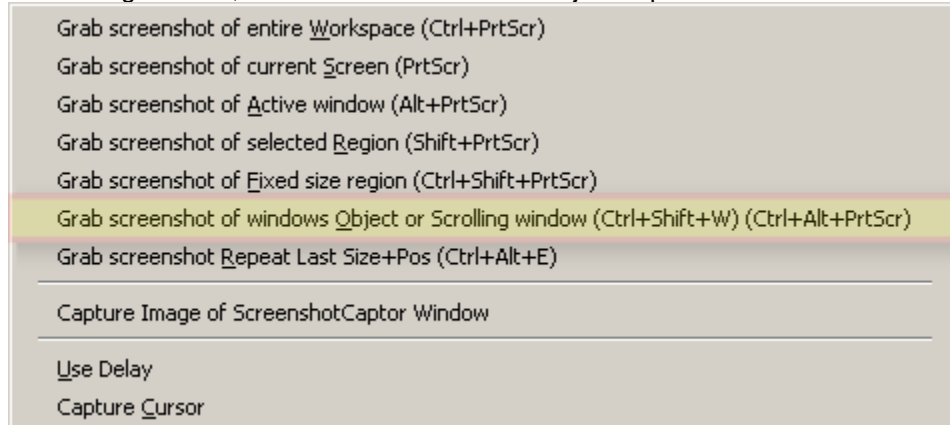 Grab screenshot of entire Workspace (Ctrl+PrtScr)
Grab screenshot of current Screen (PrtScr)
Grab screenshot of Active window (Alt+PrtScr)
Grab screenshot of selected Region (Shift+PrtScr)
Grab screenshot of Fixed size region (Ctrl+Shift+PrtScr)
Grab screenshot of windows Object or Scrolling window (Ctrl+Shift+W) (Ctrl+Alt+PrtScr)
Grab screenshot Repeat Last Size+Pos (Ctrl+Alt+E)
Capture Image of ScreenshotCaptor Window
Use Delay
Capture Cursor